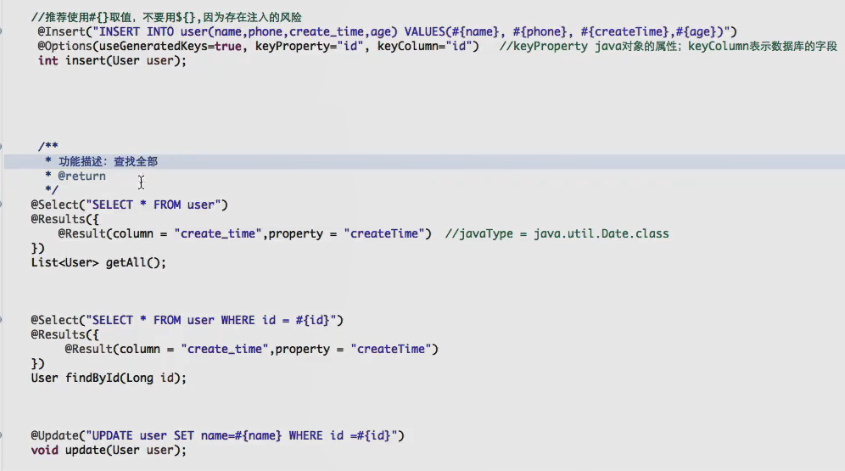 //推荐使用#{}取值，不要用${},因为存在注入的风险
@Insert("INSERT INTO user(name,phone,create_time,age) VALUES(#{name}, #{phone}, #{createTime},#{age})")
@Options(useGeneratedKeys=true, keyProperty="id", keyColumn="id")   //keyProperty java对象的属性；keyColumn表示数据库的字段
int insert(User user);
/**
* 功能描述：查找全部
* @return
*/
@Select("SELECT * FROM user")
@Results({
@Result(column = "create_time",property = "createTime")  //javaType = java.util.Date.class
})
List<User> getAll();
@Select("SELECT * FROM user WHERE id = #{id}")
@Results({
@Result(column = "create_time",property = "createTime")
})
User findById(Long id);
@Update("UPDATE user SET name=#{name} WHERE id =#{id}")
void update(User user);